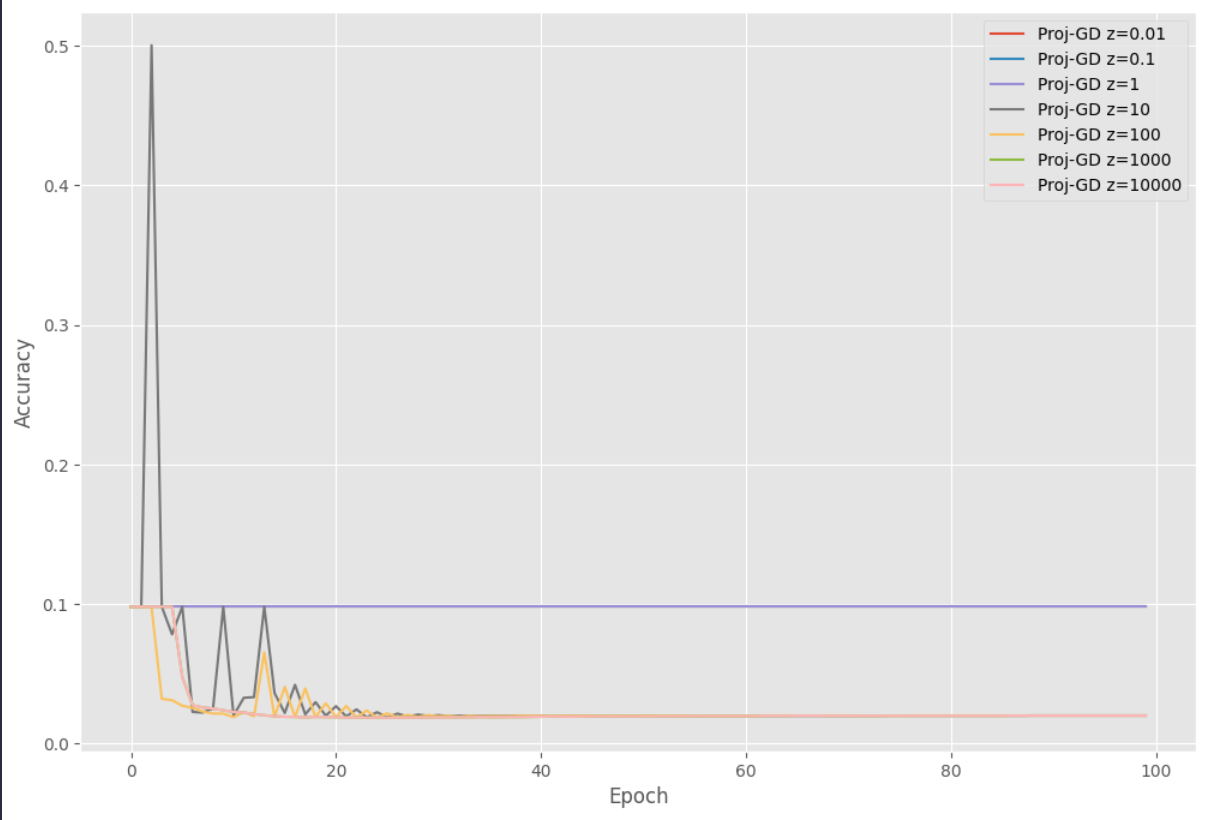 Proj-GD z=0.01
Proj-GD z=0.1
Proj-GD z=1
Proj-GD z=10
Proj-GD z=100
Proj-GD z=1000
Proj-GD z=10000
Accuracy
0.5
0.4
0.3
0.2
0.1
0.0
0 20 40 60 80 100
Epoch